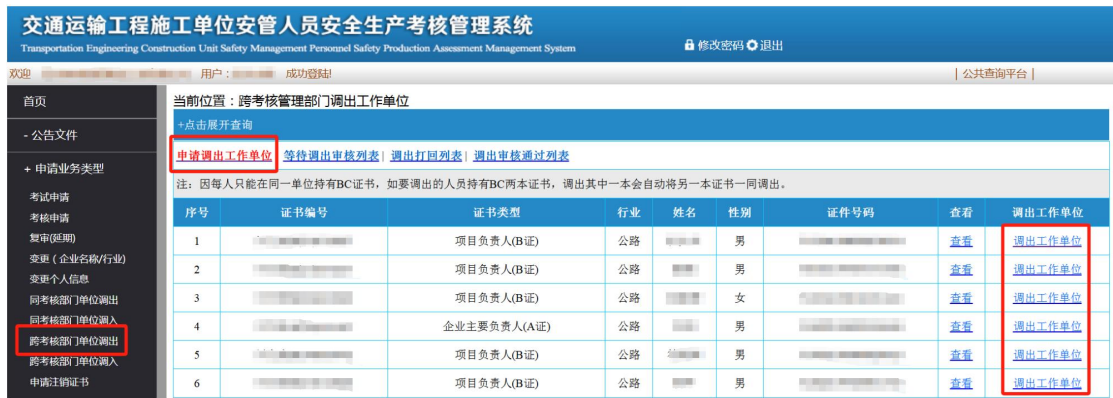 交通运输工程施工单位安管人员安全生产考核管理系统
Transportation Engineering Construction Unit Safety Management Personnel Safety Production Assessment Management System
修改密码 退出
欢迎 用户: 成功登陆!
| 公共查询平台 |
首页
- 公告文件
+ 申请业务类型
考试申请
考核申请
复审(延期)
变更(企业名称/行业)
变更个人信息
同考核部门单位调出
同考核部门单位调入
跨考核部门单位调出
跨考核部门单位调入
申请注销证书
当前位置:跨考核管理部门调出工作单位
+点击展开查询
申请调出工作单位 等待调出审核列表| 调出打回列表| 调出审核通过列表
注:因每人只能在同一单位持有BC证书,如要调出的人员持有BC两本证书,调出其中一本会自动将另一本证书一同调出。
序号 证书编号 证书类型 行业 姓名 性别 证件号码 查看 调出工作单位
1 项目负责人(B证) 公路 男 查看 调出工作单位
2 项目负责人(B证) 公路 男 查看 调出工作单位
3 项目负责人(B证) 公路 女 查看 调出工作单位
4 企业主要负责人(A证) 公路 男 查看 调出工作单位
5 项目负责人(B证) 公路 男 查看 调出工作单位
6 项目负责人(B证) 公路 男 查看 调出工作单位